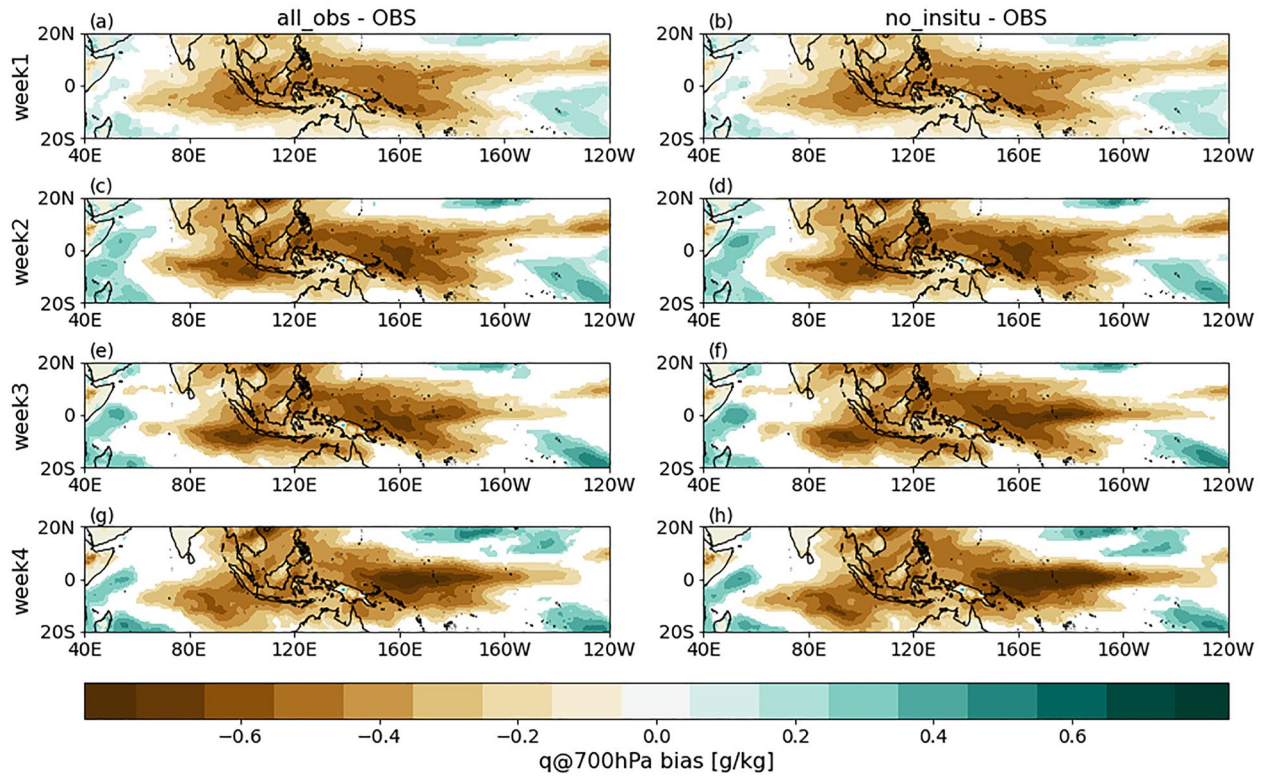 all_obs - OBS no_insitu - OBS
(a) (b)
20N 20N
week1 0 0
20S 20S
40E 80E 120E 160E 160W 120W 40E 80E 120E 160E 160W 120W
(c) (d)
20N 20N
week2 0 0
20S 20S
40E 80E 120E 160E 160W 120W 40E 80E 120E 160E 160W 120W
(e) (f)
20N 20N
week3 0 0
20S 20S
40E 80E 120E 160E 160W 120W 40E 80E 120E 160E 160W 120W
(g) (h)
20N 20N
week4 0 0
20S 20S
40E 80E 120E 160E 160W 120W 40E 80E 120E 160E 160W 120W
−0.6 −0.4 −0.2 0.0 0.2 0.4 0.6
q@700hPa bias [g/kg]